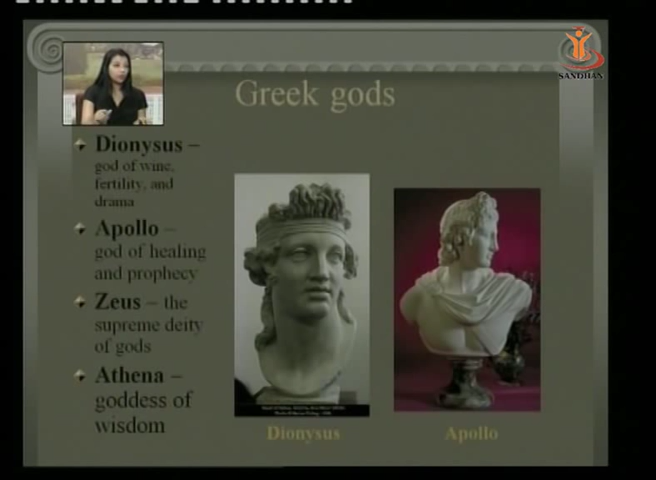 SANDHAN
Greek gods
Dionysus –
god of wine,
fertility, and
drama
Apollo –
god of healing
and prophecy
Zeus – the
supreme deity
of gods
Athena –
goddess of
wisdom
Dionysus
Apollo